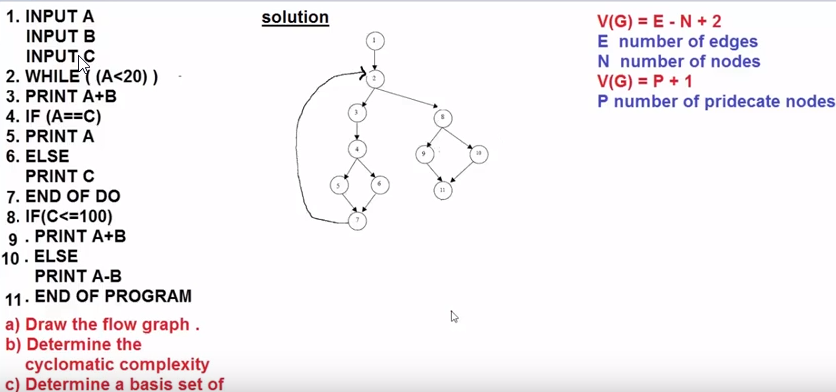 1. INPUT A
INPUT B
INPUT C
2. WHILE ( (A<20) )
3. PRINT A+B
4. IF (A==C)
5. PRINT A
6. ELSE
PRINT C
7. END OF DO
8. IF(C<=100)
9 . PRINT A+B
10 . ELSE
PRINT A-B
11. END OF PROGRAM
a) Draw the flow graph .
b) Determine the
cyclomatic complexity
c) Determine a basis set of
solution
1
2
3
8
4
9
10
5
6
11
7
V(G) = E - N + 2
E number of edges
N number of nodes
V(G) = P + 1
P number of pridecate nodes